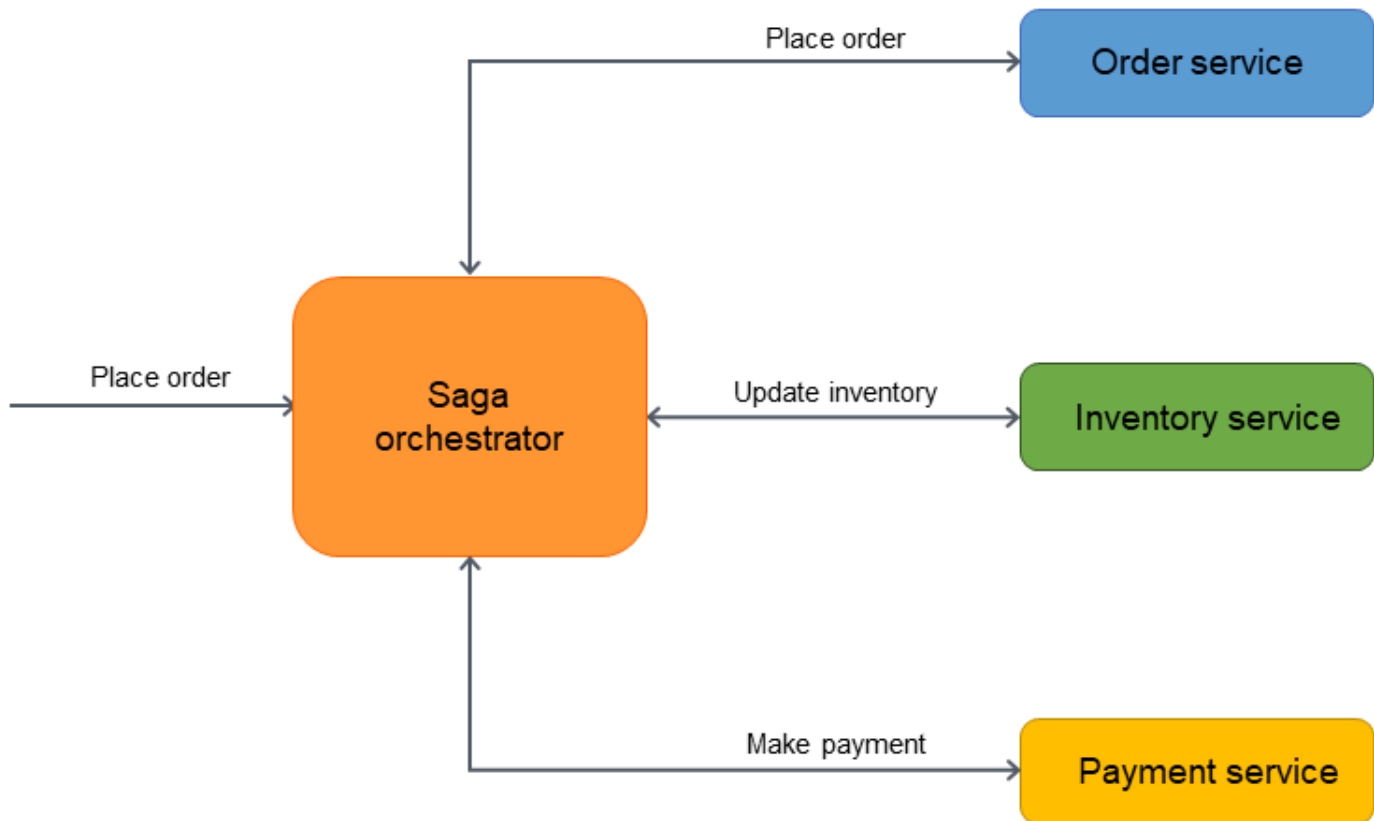 Place order
Order service
Place order
Saga
orchestrator
Update inventory
Inventory service
Make payment
Payment service